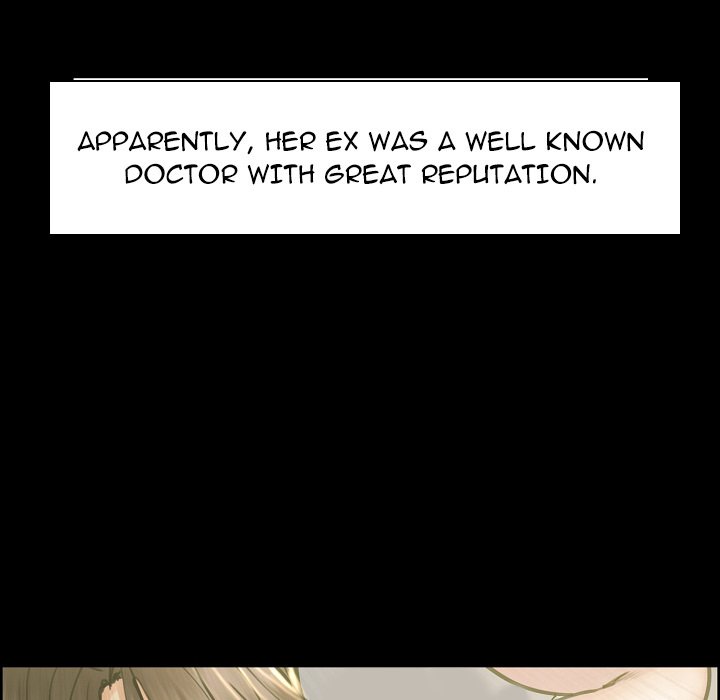 APPARENTLY, HER EX WAS A WELL KNOWN
DOCTOR WITH GREAT REPUTATION.